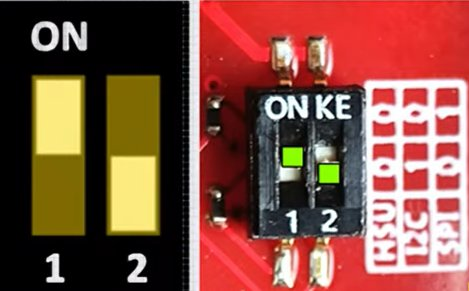 ON
1 2
ON KE
1 2
HSU 0 0
I2C 1 0
SPI 0 1